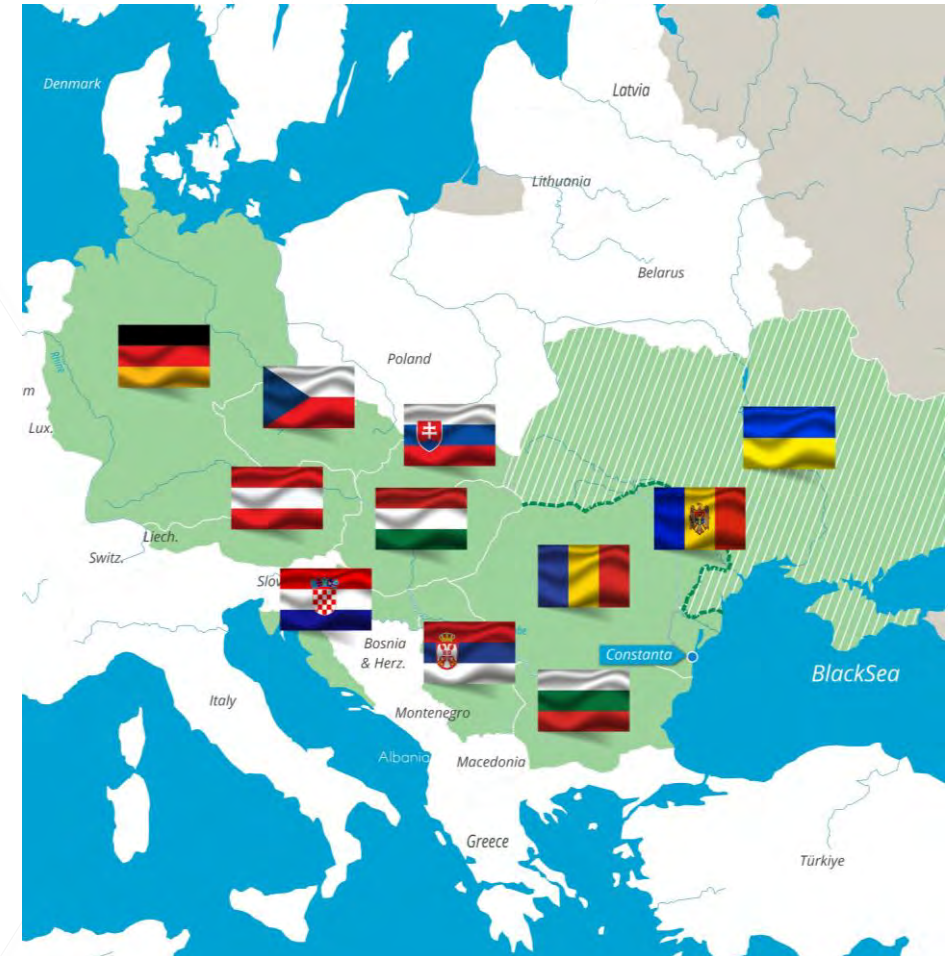 Denmark
Latvia
Lithuania
Belarus
Poland
Rhine
m
Lux.
Liech.
Switz.
Slov
Bosnia
& Herz.
Constanta
BlackSea
Italy
Montenegro
Albania
Macedonia
Greece
Türkiye